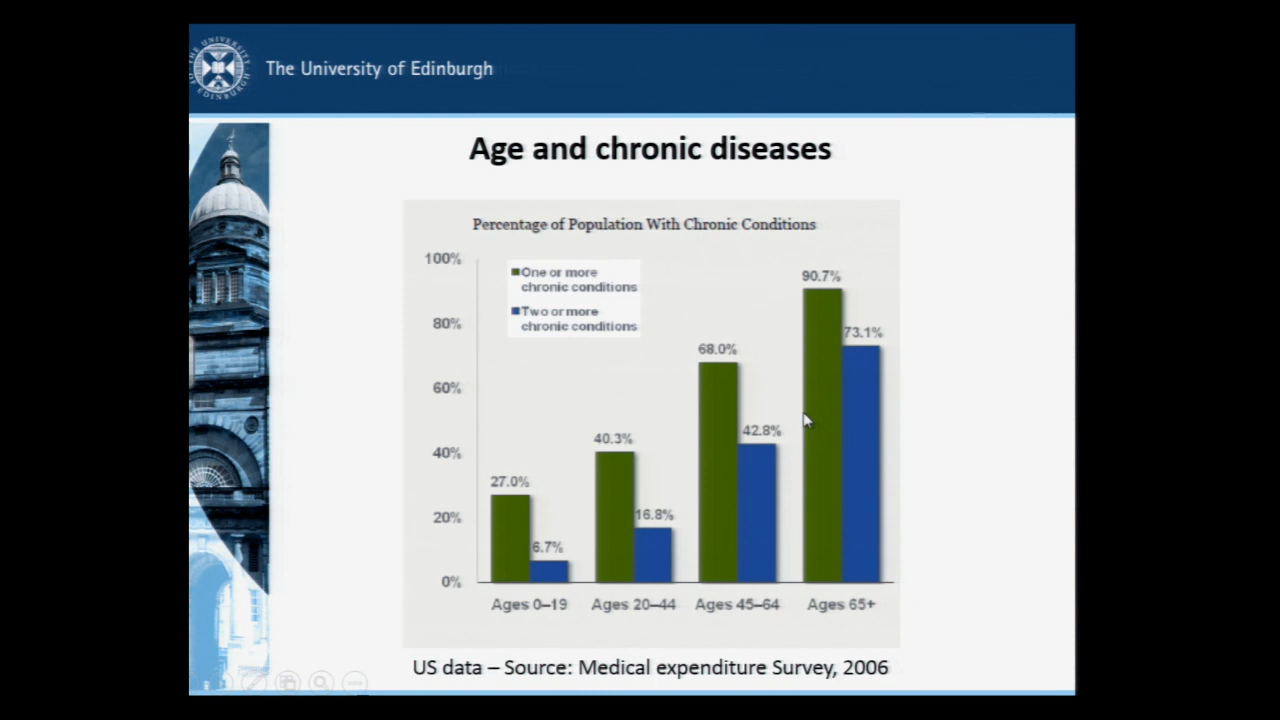 The University of Edinburgh
Age and chronic diseases
Percentage of Population With Chronic Conditions
100%
80%
60%
40%
20%
0%
One or more
chronic conditions
Two or more
chronic conditions
27.0%
6.7%
40.3%
16.8%
68.0%
42.8%
90.7%
73.1%
Ages 0–19
Ages 20–44
Ages 45–64
Ages 65+
US data – Source: Medical expenditure Survey, 2006